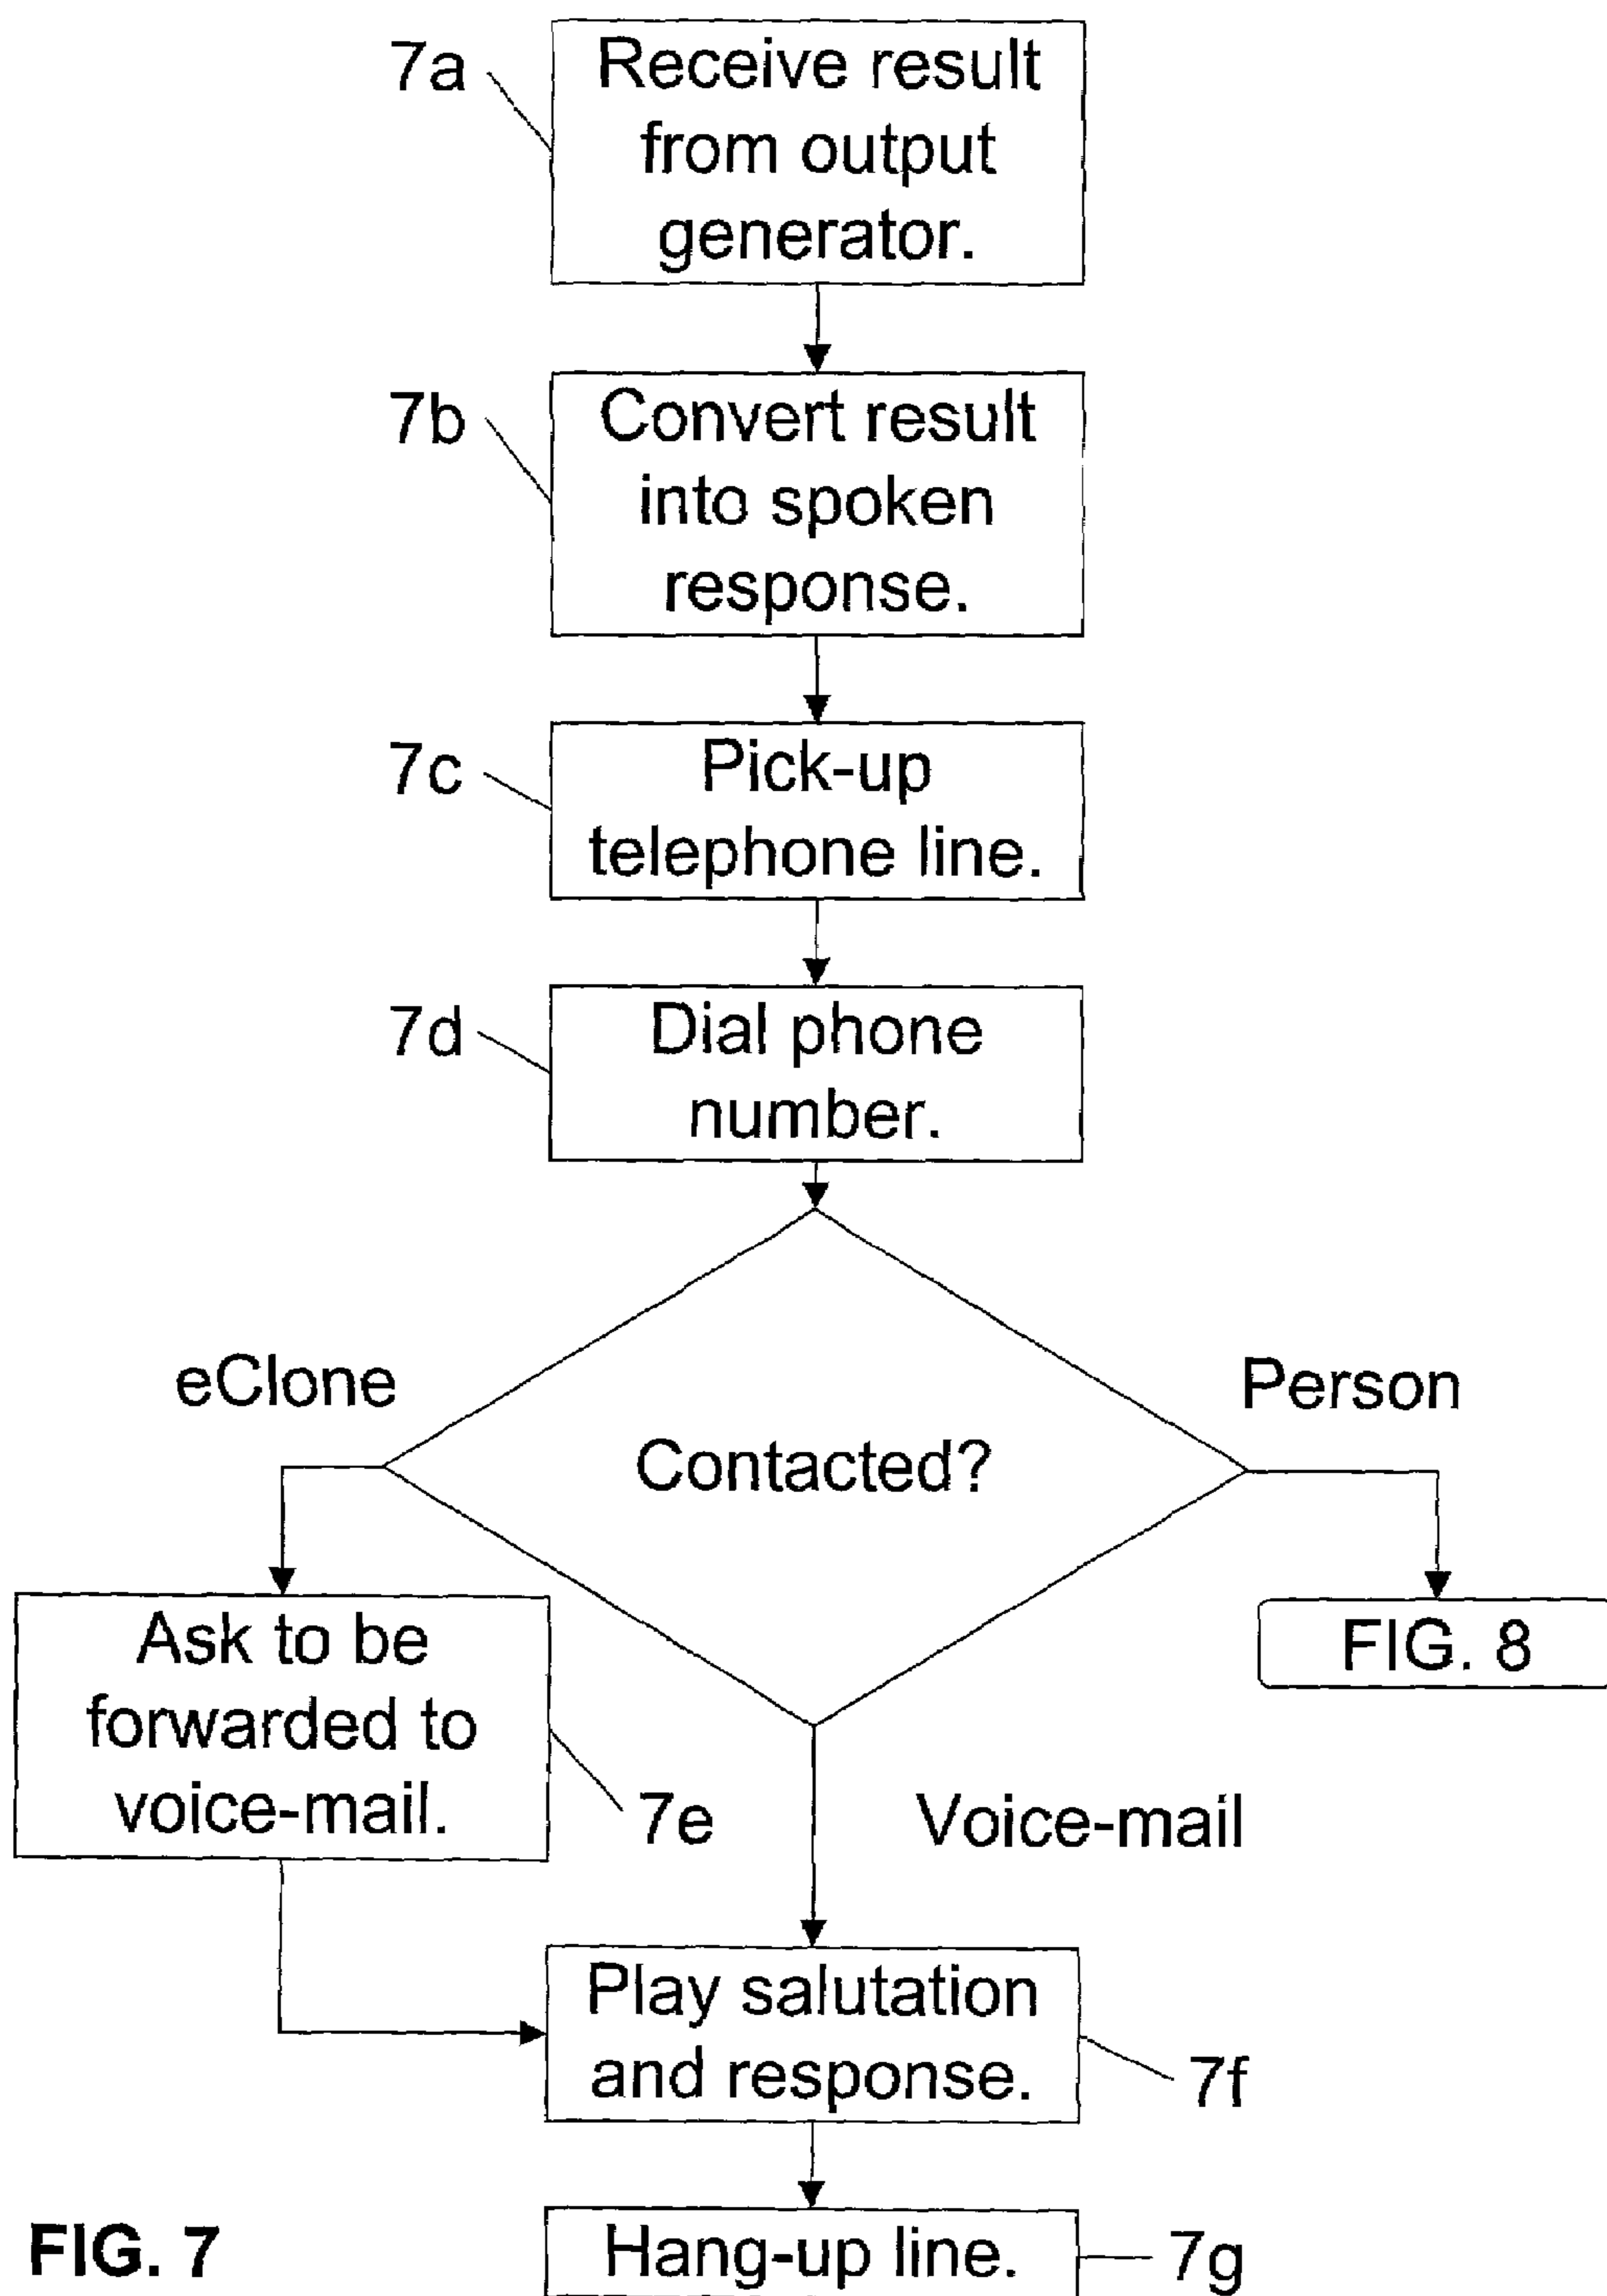 7a
Receive result
from output
generator.
7b
Convert result
into spoken
response.
7c
Pick-up
telephone line.
7d
Dial phone
number.
eClone
Person
Contacted?
Ask to be
forwarded to
voice-mail.
7e
FIG. 8
Voice-mail
Play salutation
and response.
7f
Hang-up line.
7g
FIG. 7